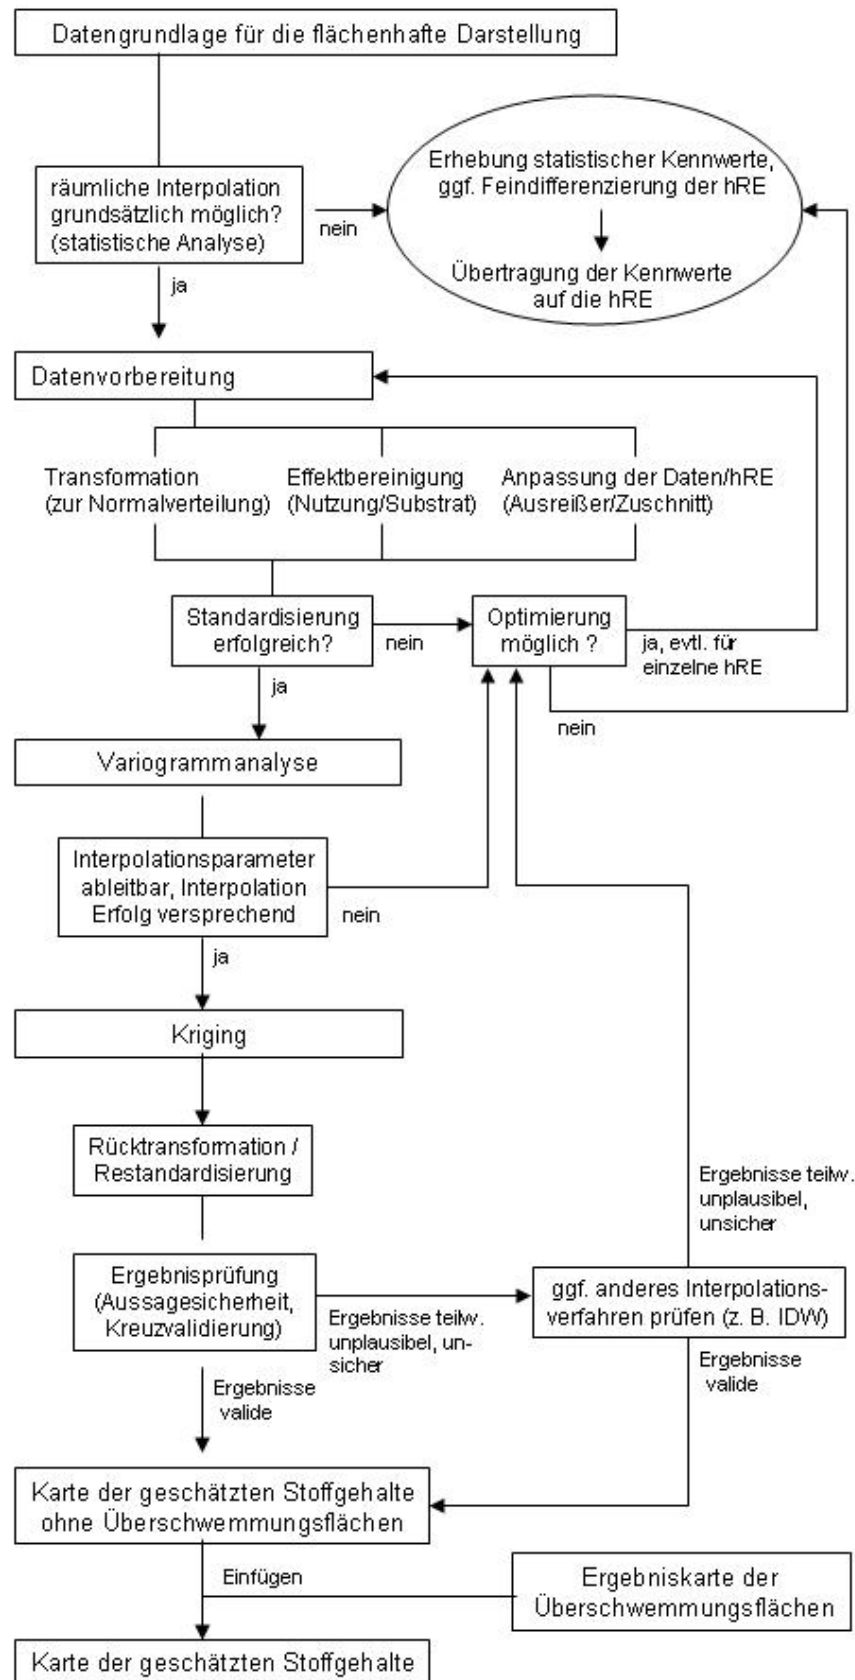 Datengrundlage für die flächenhafte Darstellung
räumliche Interpolation
grundsätzlich möglich?
(statistische Analyse)
nein
Erhebung statistischer Kennwerte,
ggf. Feindifferenzierung der hRE
Übertragung der Kennwerte
auf die hRE
ja
Datenvorbereitung
Transformation
(zur Normalverteilung)
Effektbereinigung
(Nutzung/Substrat)
Anpassung der Daten/hRE
(Ausreißer/Zuschnitt)
Standardisierung
erfolgreich?
nein
Optimierung
möglich ?
ja, evtl. für
einzelne hRE
ja
nein
Variogrammanalyse
Interpolationsparameter
ableitbar, Interpolation
Erfolg versprechend
nein
ja
Kriging
Rücktransformation /
Restandardisierung
Ergebnisse teilw.
unplausibel,
unsicher
Ergebnisprüfung
(Aussagesicherheit,
Kreuzvalidierung)
Ergebnisse teilw.
unplausibel, un-
sicher
ggf. anderes Interpolations-
verfahren prüfen (z. B. IDW)
Ergebnisse
valide
Ergebnisse
valide
Karte der geschätzten Stoffgehalte
ohne Überschwemmungsflächen
Einfügen
Ergebniskarte der
Überschwemmungsflächen
Karte der geschätzten Stoffgehalte